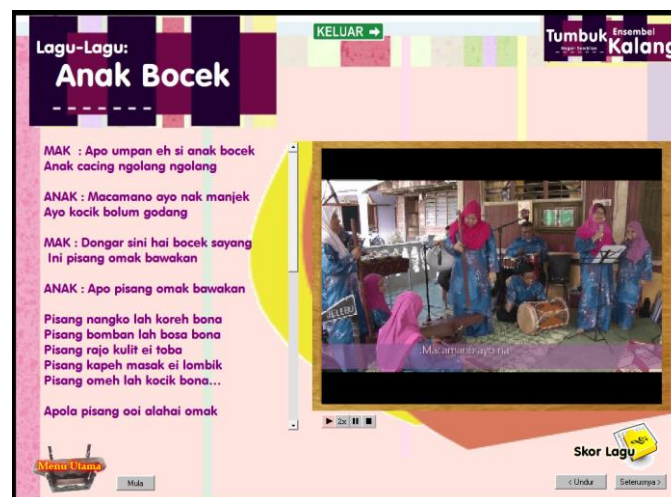 Lagu-Lagu:
Anak Bocek
KELUAR
Tumbuk Ensembel
Negeri Sembilan Kalang
MAK : Apo umpan eh si anak bocek
Anak cacing ngolang ngolang
ANAK : Macamano ayo nak manjek
Ayo kocik bolum godang
MAK : Dongar sini hai bocek sayang
Ini pisang omak bawakan
ANAK : Apo pisang omak bawakan
Pisang nangko lah koreh bona
Pisang bomban lah bosa bona
Pisang rajo kulit ei toba
Pisang kapeh masak ei lombik
Pisang omeh lah kocik bona...
Apola pisang ooi alahai omak
JELEBU
Macamano ayo na
2x
Skor Lagu
Menu Utama
Mula
< Undur
Seterusnya >